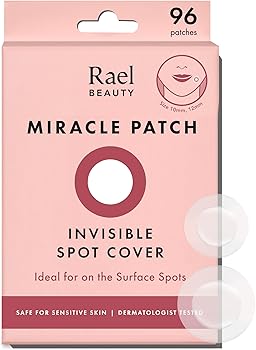 96
patches
Rael
BEAUTY
Size 10mm, 12mm
MIRACLE PATCH
INVISIBLE
SPOT COVER
Ideal for on the Surface Spots
SAFE FOR SENSITIVE SKIN | DERMATOLOGIST TESTED